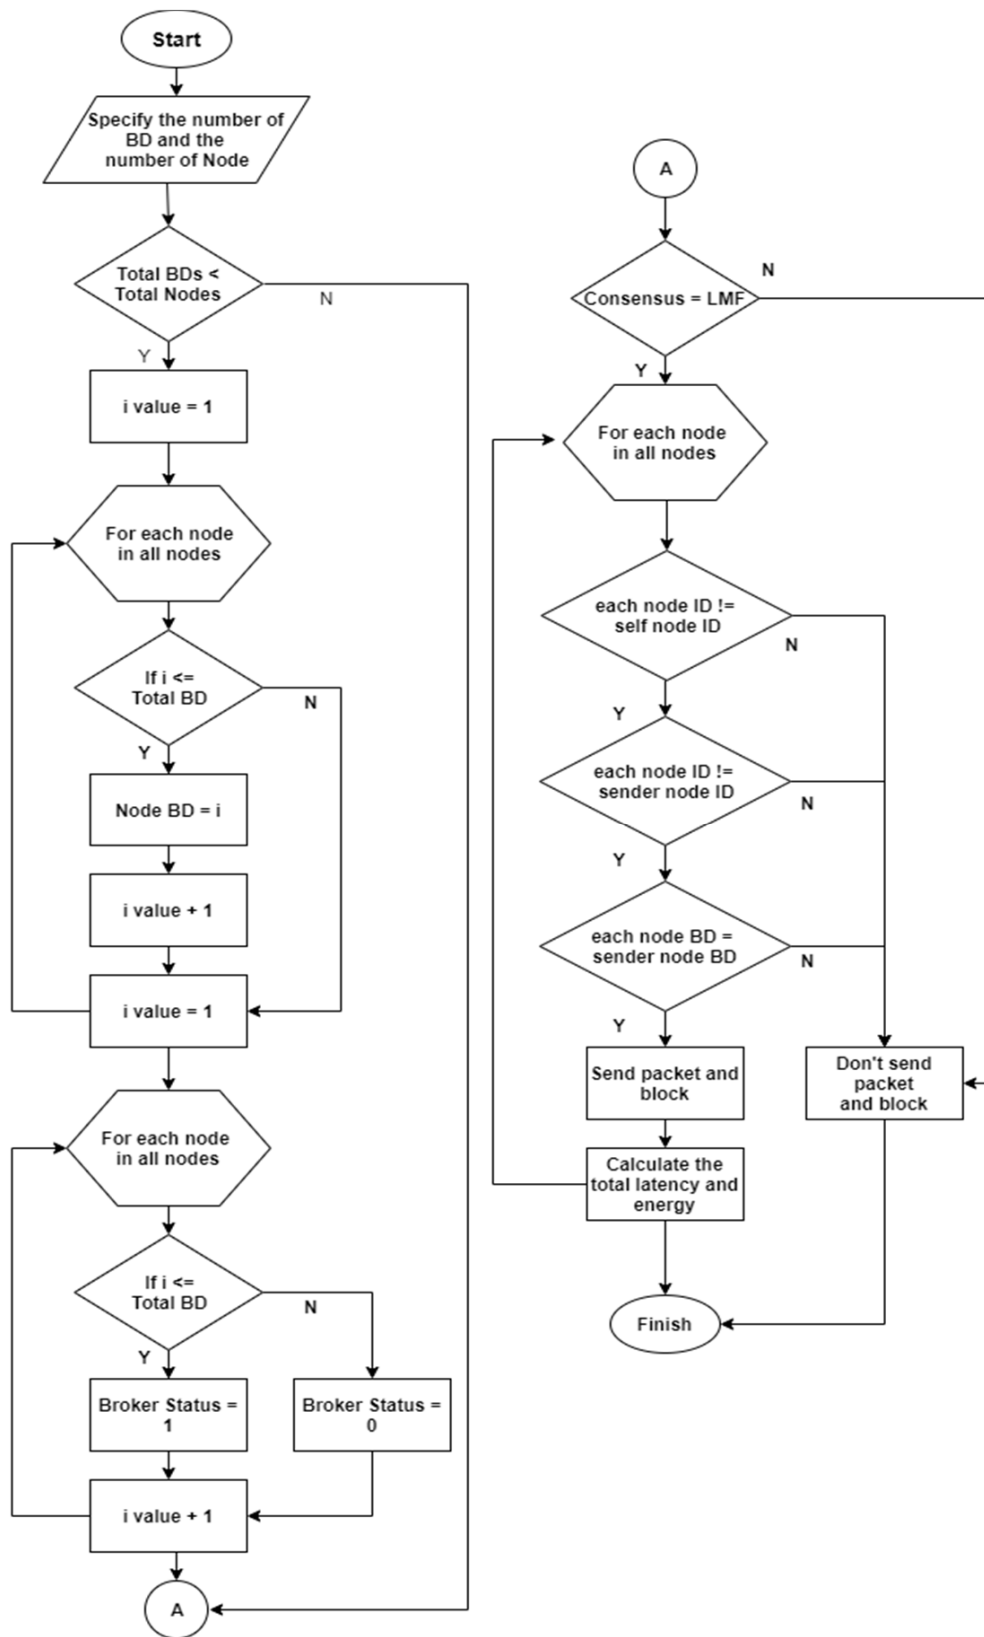 Start
Specify the number of
BD and the
number of Node
Total BDs <
Total Nodes
N
Y
i value = 1
For each node
in all nodes
If i <=
Total BD
N
Y
Node BD = i
i value + 1
i value = 1
For each node
in all nodes
If i <=
Total BD
N
Y
Broker Status =
1
Broker Status =
0
i value + 1
A
A
N
Consensus = LMF
Y
For each node
in all nodes
each node ID !=
self node ID
N
Y
each node ID !=
sender node ID
N
Y
each node BD =
sender node BD
N
Y
Send packet and
block
Don't send
packet
and block
Calculate the
total latency and
energy
Finish